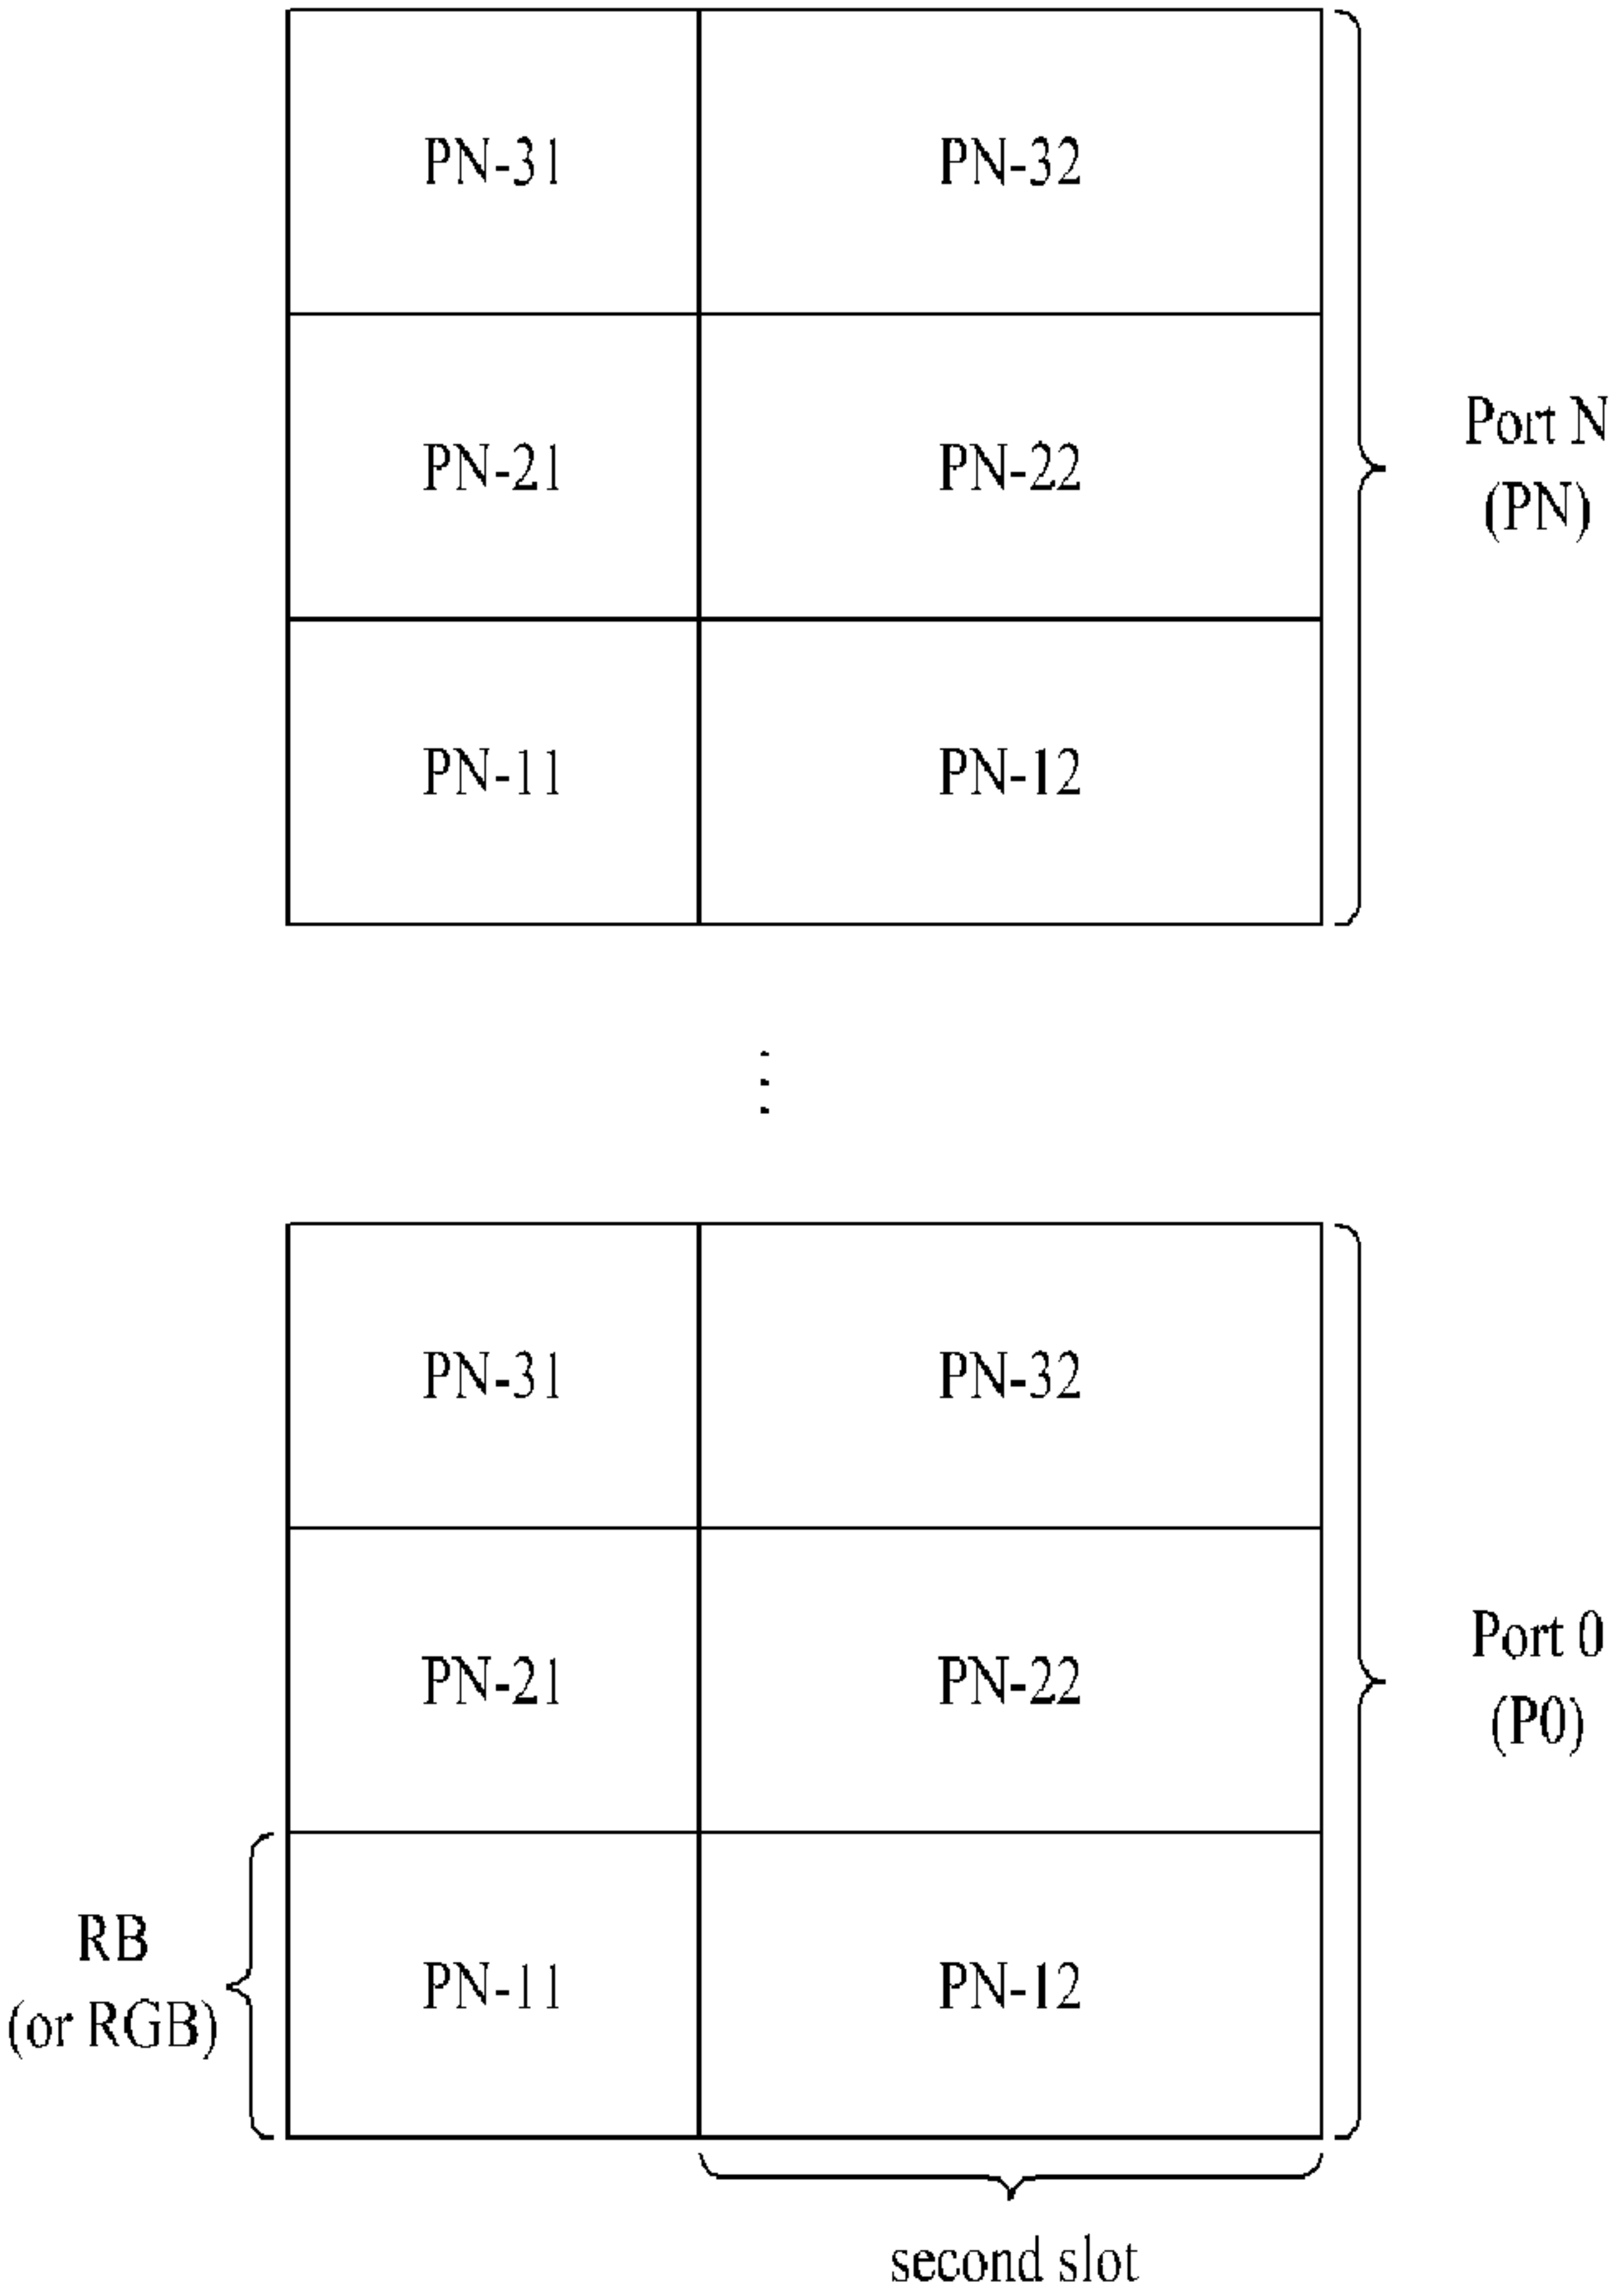 PN-31 PN-32
PN-21 PN-22
Port N
(PN)
PN-11 PN-12
PN-31 PN-32
PN-21 PN-22
Port 0
(P0)
RB
(or RGB)
PN-11 PN-12
second slot